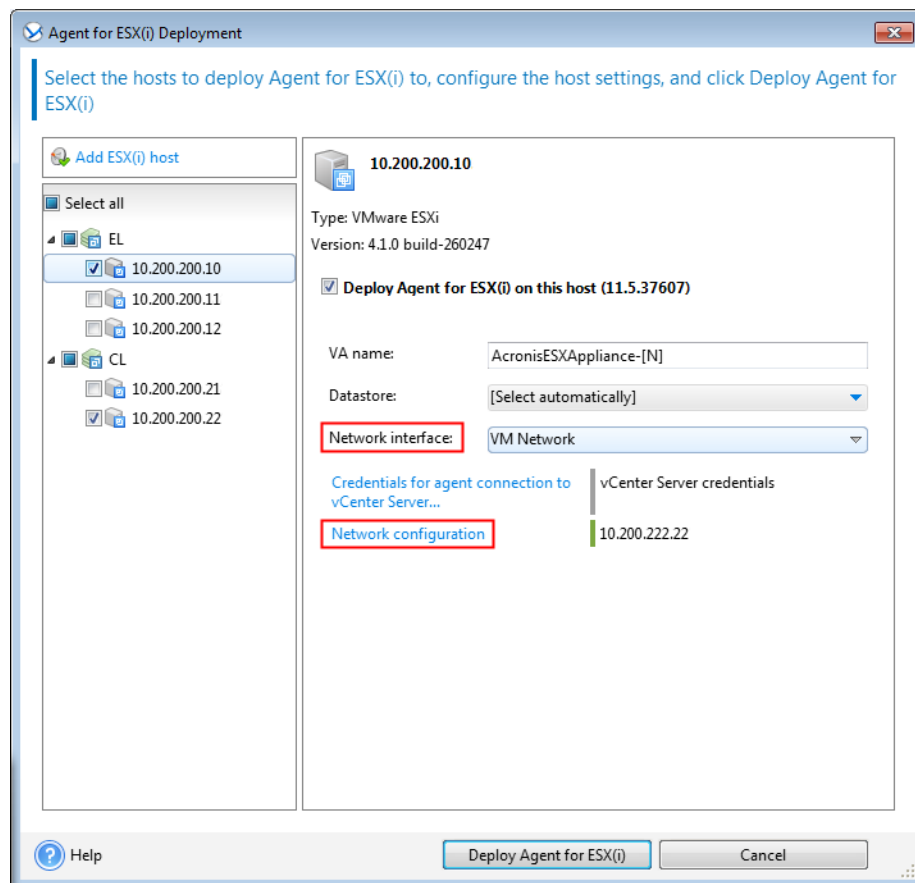 Agent for ESX(i) Deployment
Select the hosts to deploy Agent for ESX(i) to, configure the host settings, and click Deploy Agent for
ESX(i)
Add ESX(i) host
Select all
EL
10.200.200.10
10.200.200.11
10.200.200.12
CL
10.200.200.21
10.200.200.22
10.200.200.10
Type: VMware ESXi
Version: 4.1.0 build-260247
Deploy Agent for ESX(i) on this host (11.5.37607)
VA name: AcronisESXAppliance-[N]
Datastore: [Select automatically]
Network interface: VM Network
Credentials for agent connection to
vCenter Server...
vCenter Server credentials
Network configuration 10.200.222.22
Help
Deploy Agent for ESX(i)
Cancel